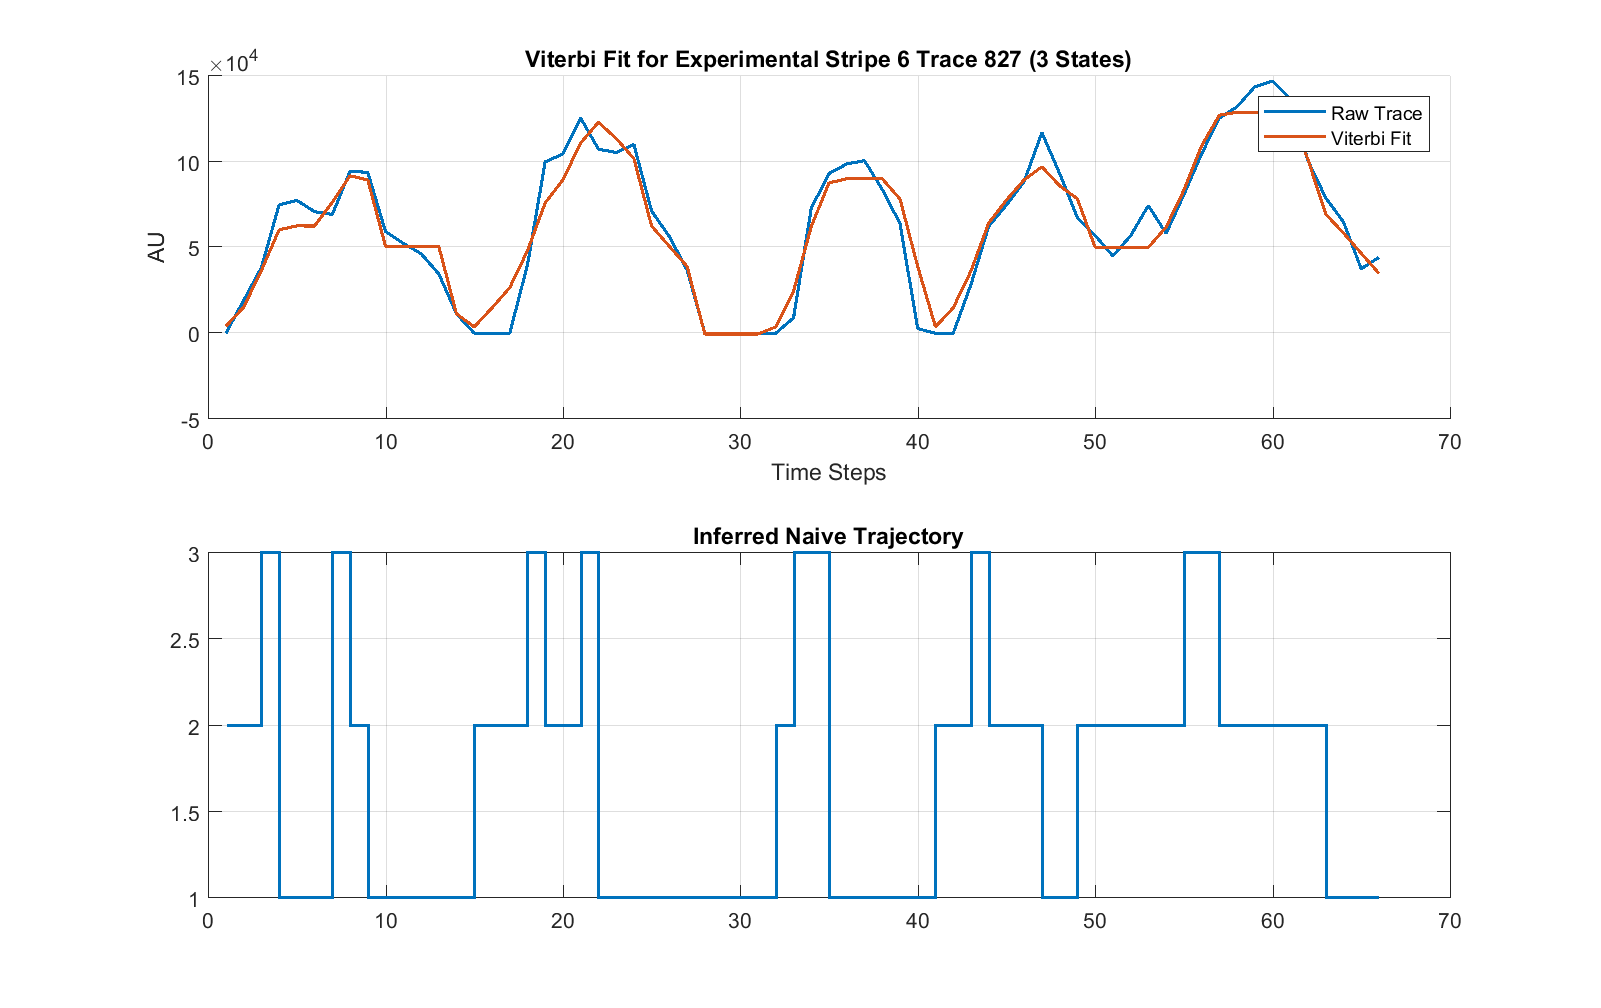 Viterbi Fit for Experimental Stripe 6 Trace 827 (3 States)
×10⁴
15
10
5
0
-5
AU
Raw Trace
Viterbi Fit
0 10 20 30 40 50 60 70
Time Steps
Inferred Naive Trajectory
3
2.5
2
1.5
1
0 10 20 30 40 50 60 70